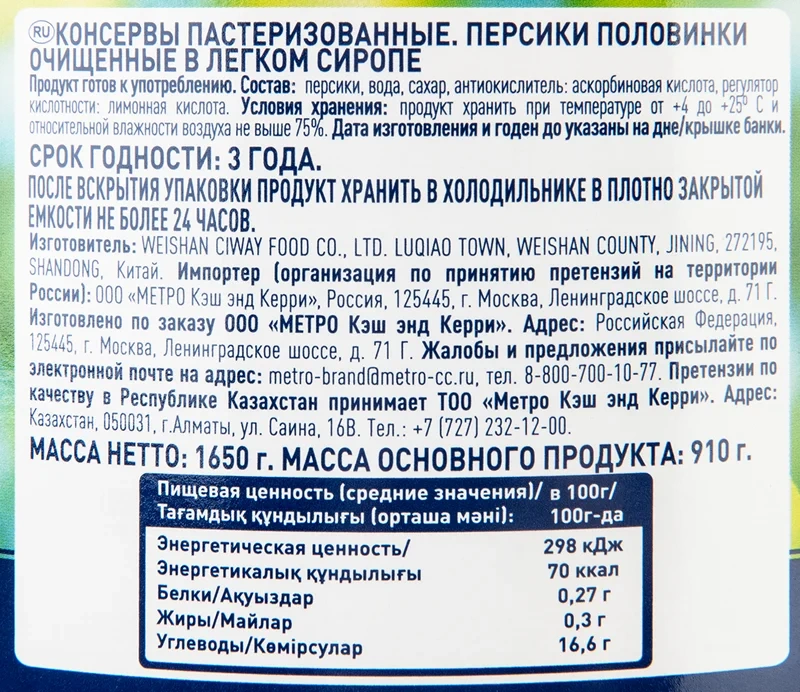 RU КОНСЕРВЫ ПАСТЕРИЗОВАННЫЕ. ПЕРСИКИ ПОЛОВИНКИ
ОЧИЩЕННЫЕ В ЛЕГКОМ СИРОПЕ
Продукт готов к употреблению. Состав: персики, вода, сахар, антиокислитель: аскорбиновая кислота, регулятор
кислотности: лимонная кислота. Условия хранения: продукт хранить при температуре от +4 до +25⁰ С и
относительной влажности воздуха не выше 75%. Дата изготовления и годен до указаны на дне/крышке банки.
СРОК ГОДНОСТИ: 3 ГОДА.
ПОСЛЕ ВСКРЫТИЯ УПАКОВКИ ПРОДУКТ ХРАНИТЬ В ХОЛОДИЛЬНИКЕ В ПЛОТНО ЗАКРЫТОЙ
ЕМКОСТИ НЕ БОЛЕЕ 24 ЧАСОВ.
Изготовитель: WEISHAN CIWAY FOOD CO., LTD. LUQIAO TOWN, WEISHAN COUNTY, JINING, 272195,
SHANDONG, Китай. Импортер (организация по принятию претензий на территории
России): ООО «МЕТРО Кэш энд Керри», Россия, 125445, г. Москва, Ленинградское шоссе, д. 71 Г.
Изготовлено по заказу ООО «МЕТРО Кэш энд Керри». Адрес: Российская Федерация,
125445, г. Москва, Ленинградское шоссе, д. 71 Г. Жалобы и предложения присылайте по
электронной почте на адрес: metro-brand@metro-cc.ru, тел. 8-800-700-10-77. Претензии по
качеству в Республике Казахстан принимает ТОО «Метро Кэш энд Керри». Адрес:
Казахстан, 050031, г.Алматы, ул. Саина, 16В. Тел.: +7 (727) 232-12-00.
МАССА НЕТТО: 1650 г. МАССА ОСНОВНОГО ПРОДУКТА: 910 г.
Пищевая ценность (средние значения)/ в 100г/
Тағамдық құндылығы (орташа мәні): 100г-да
Энергетическая ценность/ 298 кДж
Энергетикалық құндылығы 70 ккал
Белки/Ақуыздар 0,27 г
Жиры/Майлар 0,3 г
Углеводы/Көмірсулар 16,6 г